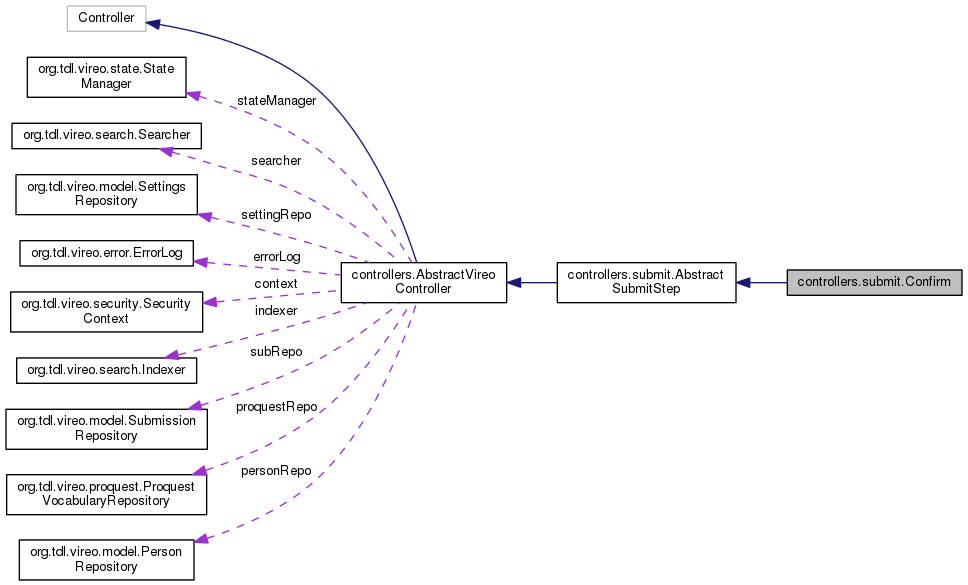 Controller
org.tdl.vireo.state.State
Manager
stateManager
org.tdl.vireo.search.Searcher
searcher
org.tdl.vireo.model.Settings
Repository
settingRepo
org.tdl.vireo.error.ErrorLog
errorLog
controllers.AbstractVireo
Controller
controllers.submit.Abstract
SubmitStep
controllers.submit.Confirm
context
org.tdl.vireo.security.Security
Context
indexer
org.tdl.vireo.search.Indexer
subRepo
org.tdl.vireo.model.Submission
Repository
proquestRepo
org.tdl.vireo.proquest.Proquest
VocabularyRepository
personRepo
org.tdl.vireo.model.Person
Repository